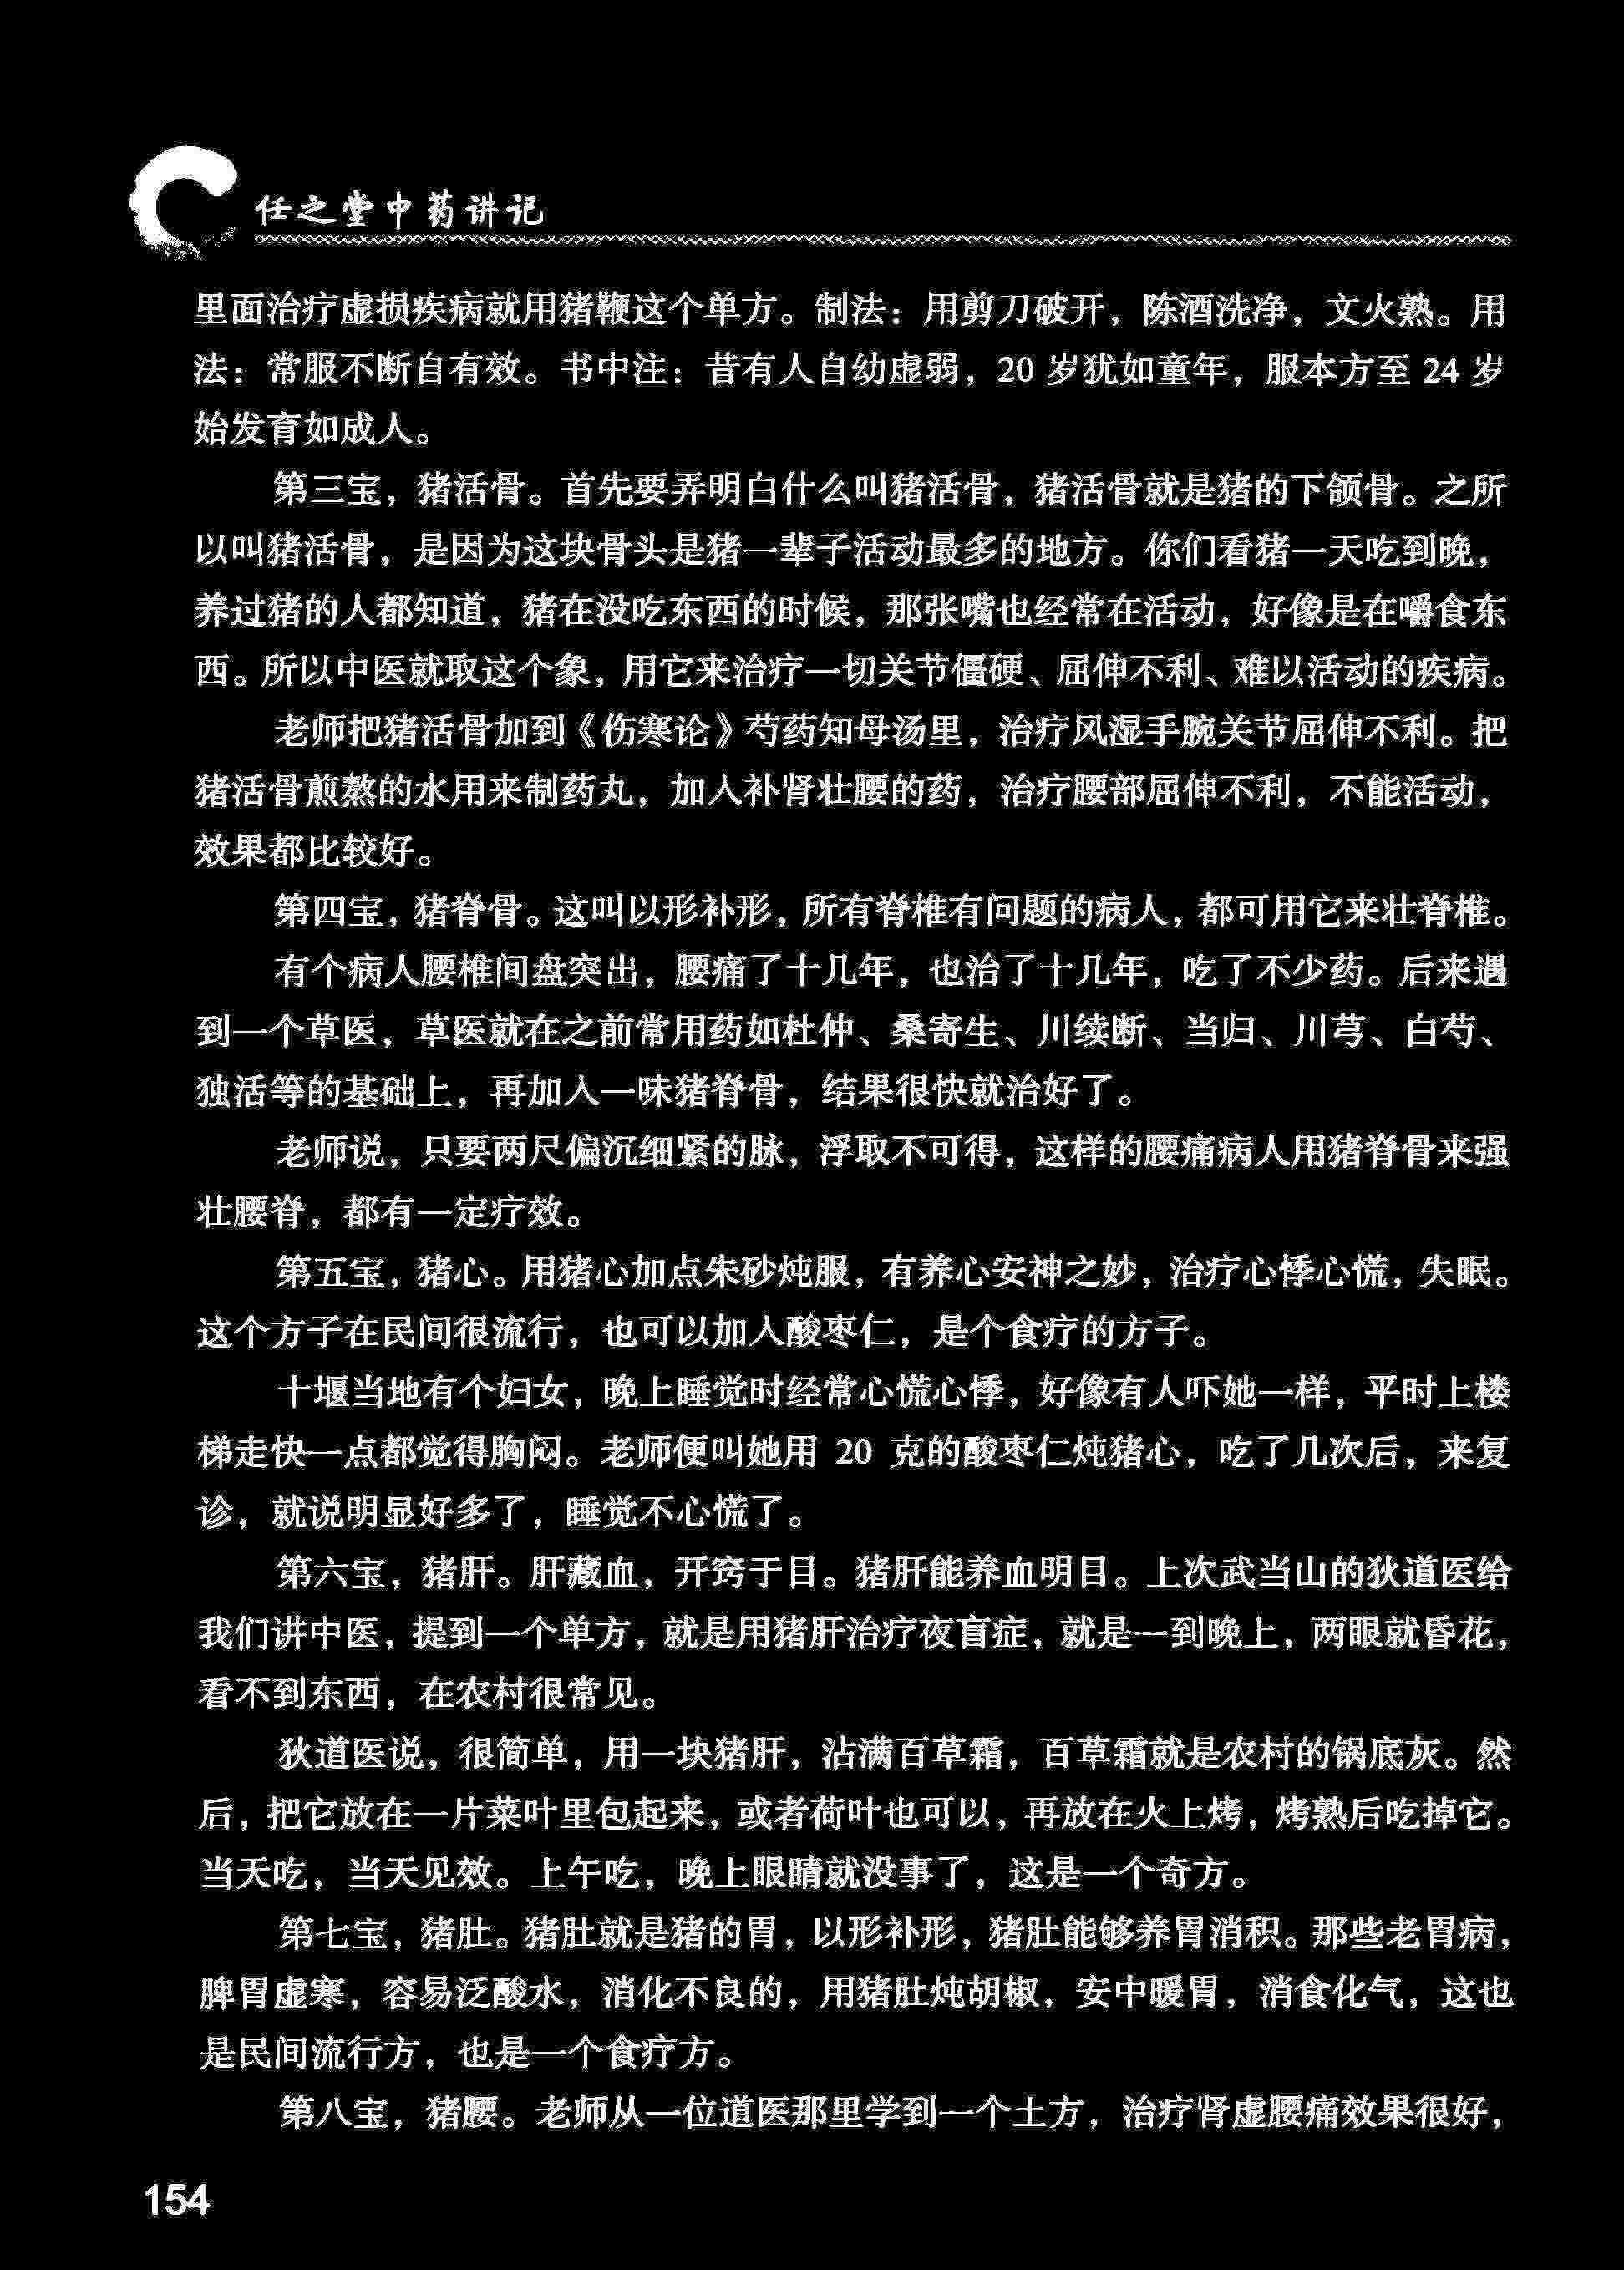 任之堂中药讲记
里面治疗虚损疾病就用猪鞭这个单方。制法：用剪刀破开，陈酒洗净，文火熟。用
法：常服不断自有效。书中注：昔有人自幼虚弱，20 岁犹如童年，服本方至 24 岁
始发育如成人。
第三宝，猪活骨。首先要弄明白什么叫猪活骨，猪活骨就是猪的下颌骨。之所
以叫猪活骨，是因为这块骨头是猪一辈子活动最多的地方。你们看猪一天吃到晚，
养过猪的人都知道，猪在没吃东西的时候，那张嘴也经常在活动，好像是在嚼食东
西。所以中医就取这个象，用它来治疗一切关节僵硬、屈伸不利、难以活动的疾病。
老师把猪活骨加到《伤寒论》芍药知母汤里，治疗风湿手腕关节屈伸不利。把
猪活骨煎熬的水用来制药丸，加入补肾壮腰的药，治疗腰部屈伸不利，不能活动，
效果都比较好。
第四宝，猪脊骨。这叫以形补形，所有脊椎有问题的病人，都可用它来壮脊椎。
有个病人腰椎间盘突出，腰痛了十几年，也治了十几年，吃了不少药。后来遇
到一个草医，草医就在之前常用药如杜仲、桑寄生、川续断、当归、川芎、白芍、
独活等的基础上，再加入一味猪脊骨，结果很快就治好了。
老师说，只要两尺偏沉细紧的脉，浮取不可得，这样的腰痛病人用猪脊骨来强
壮腰脊，都有一定疗效。
第五宝，猪心。用猪心加点朱砂炖服，有养心安神之妙，治疗心悸心慌，失眠。
这个方子在民间很流行，也可以加入酸枣仁，是个食疗的方子。
十堰当地有个妇女，晚上睡觉时经常心慌心悸，好像有人吓她一样，平时上楼
梯走快一点都觉得胸闷。老师便叫她用 20 克的酸枣仁炖猪心，吃了几次后，来复
诊，就说明显好多了，睡觉不心慌了。
第六宝，猪肝。肝藏血，开窍于目。猪肝能养血明目。上次武当山的狄道医给
我们讲中医，提到一个单方，就是用猪肝治疗夜盲症，就是一到晚上，两眼就昏花，
看不到东西，在农村很常见。
狄道医说，很简单，用一块猪肝，沾满百草霜，百草霜就是农村的锅底灰。然
后，把它放在一片菜叶里包起来，或者荷叶也可以，再放在火上烤，烤熟后吃掉它。
当天吃，当天见效。上午吃，晚上眼睛就没事了，这是一个奇方。
第七宝，猪肚。猪肚就是猪的胃，以形补形，猪肚能够养胃消积。那些老胃病，
脾胃虚寒，容易泛酸水，消化不良的，用猪肚炖胡椒，安中暖胃，消食化气，这也
是民间流行方，也是一个食疗方。
第八宝，猪腰。老师从一位道医那里学到一个土方，治疗肾虚腰痛效果很好，
154